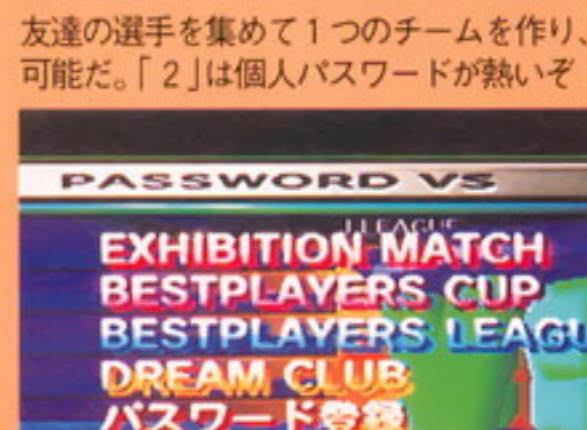 友達の選手を集めて1つのチームを作り、
可能だ。「2」は個人パスワードが熱いぞ
PASSWORD VS
J.LEAGUE
EXHIBITION MATCH
BESTPLAYERS CUP
BESTPLAYERS LEAGU
DREAM CLUB
パスワード登録